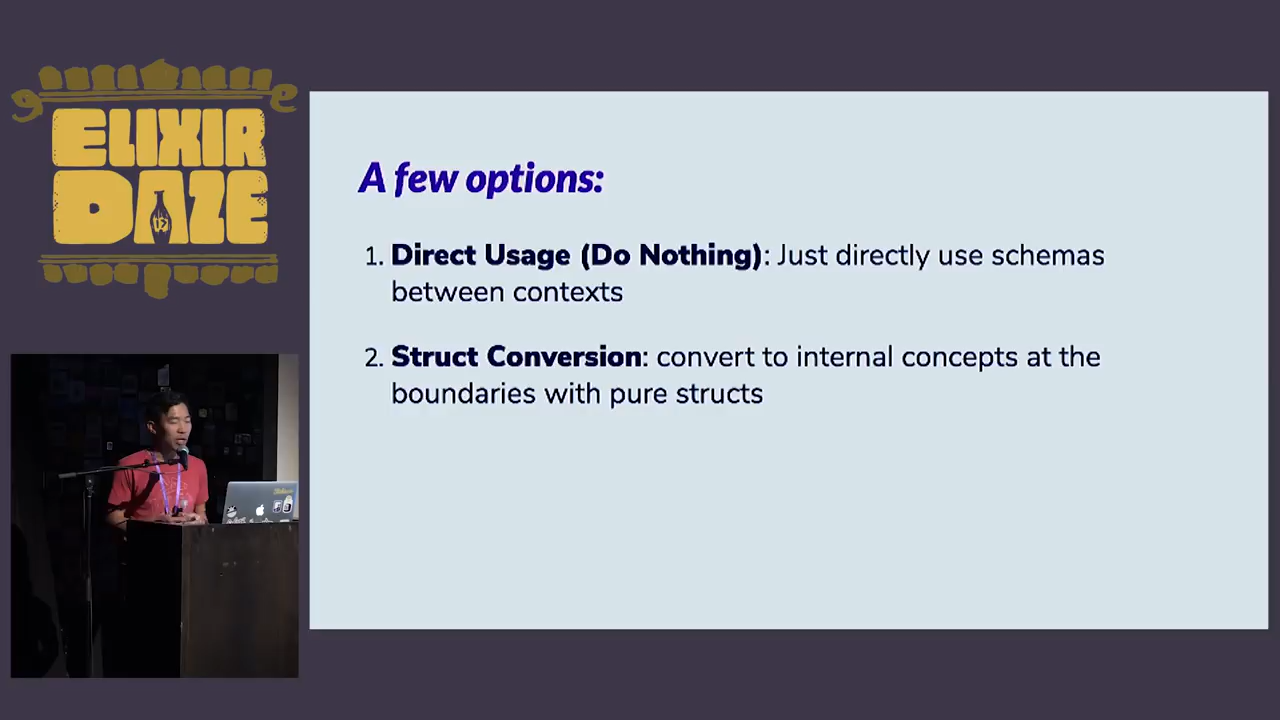 ELIXIR
DAZE
A few options:
1. Direct Usage (Do Nothing): Just directly use schemas
between contexts
2. Struct Conversion: convert to internal concepts at the
boundaries with pure structs